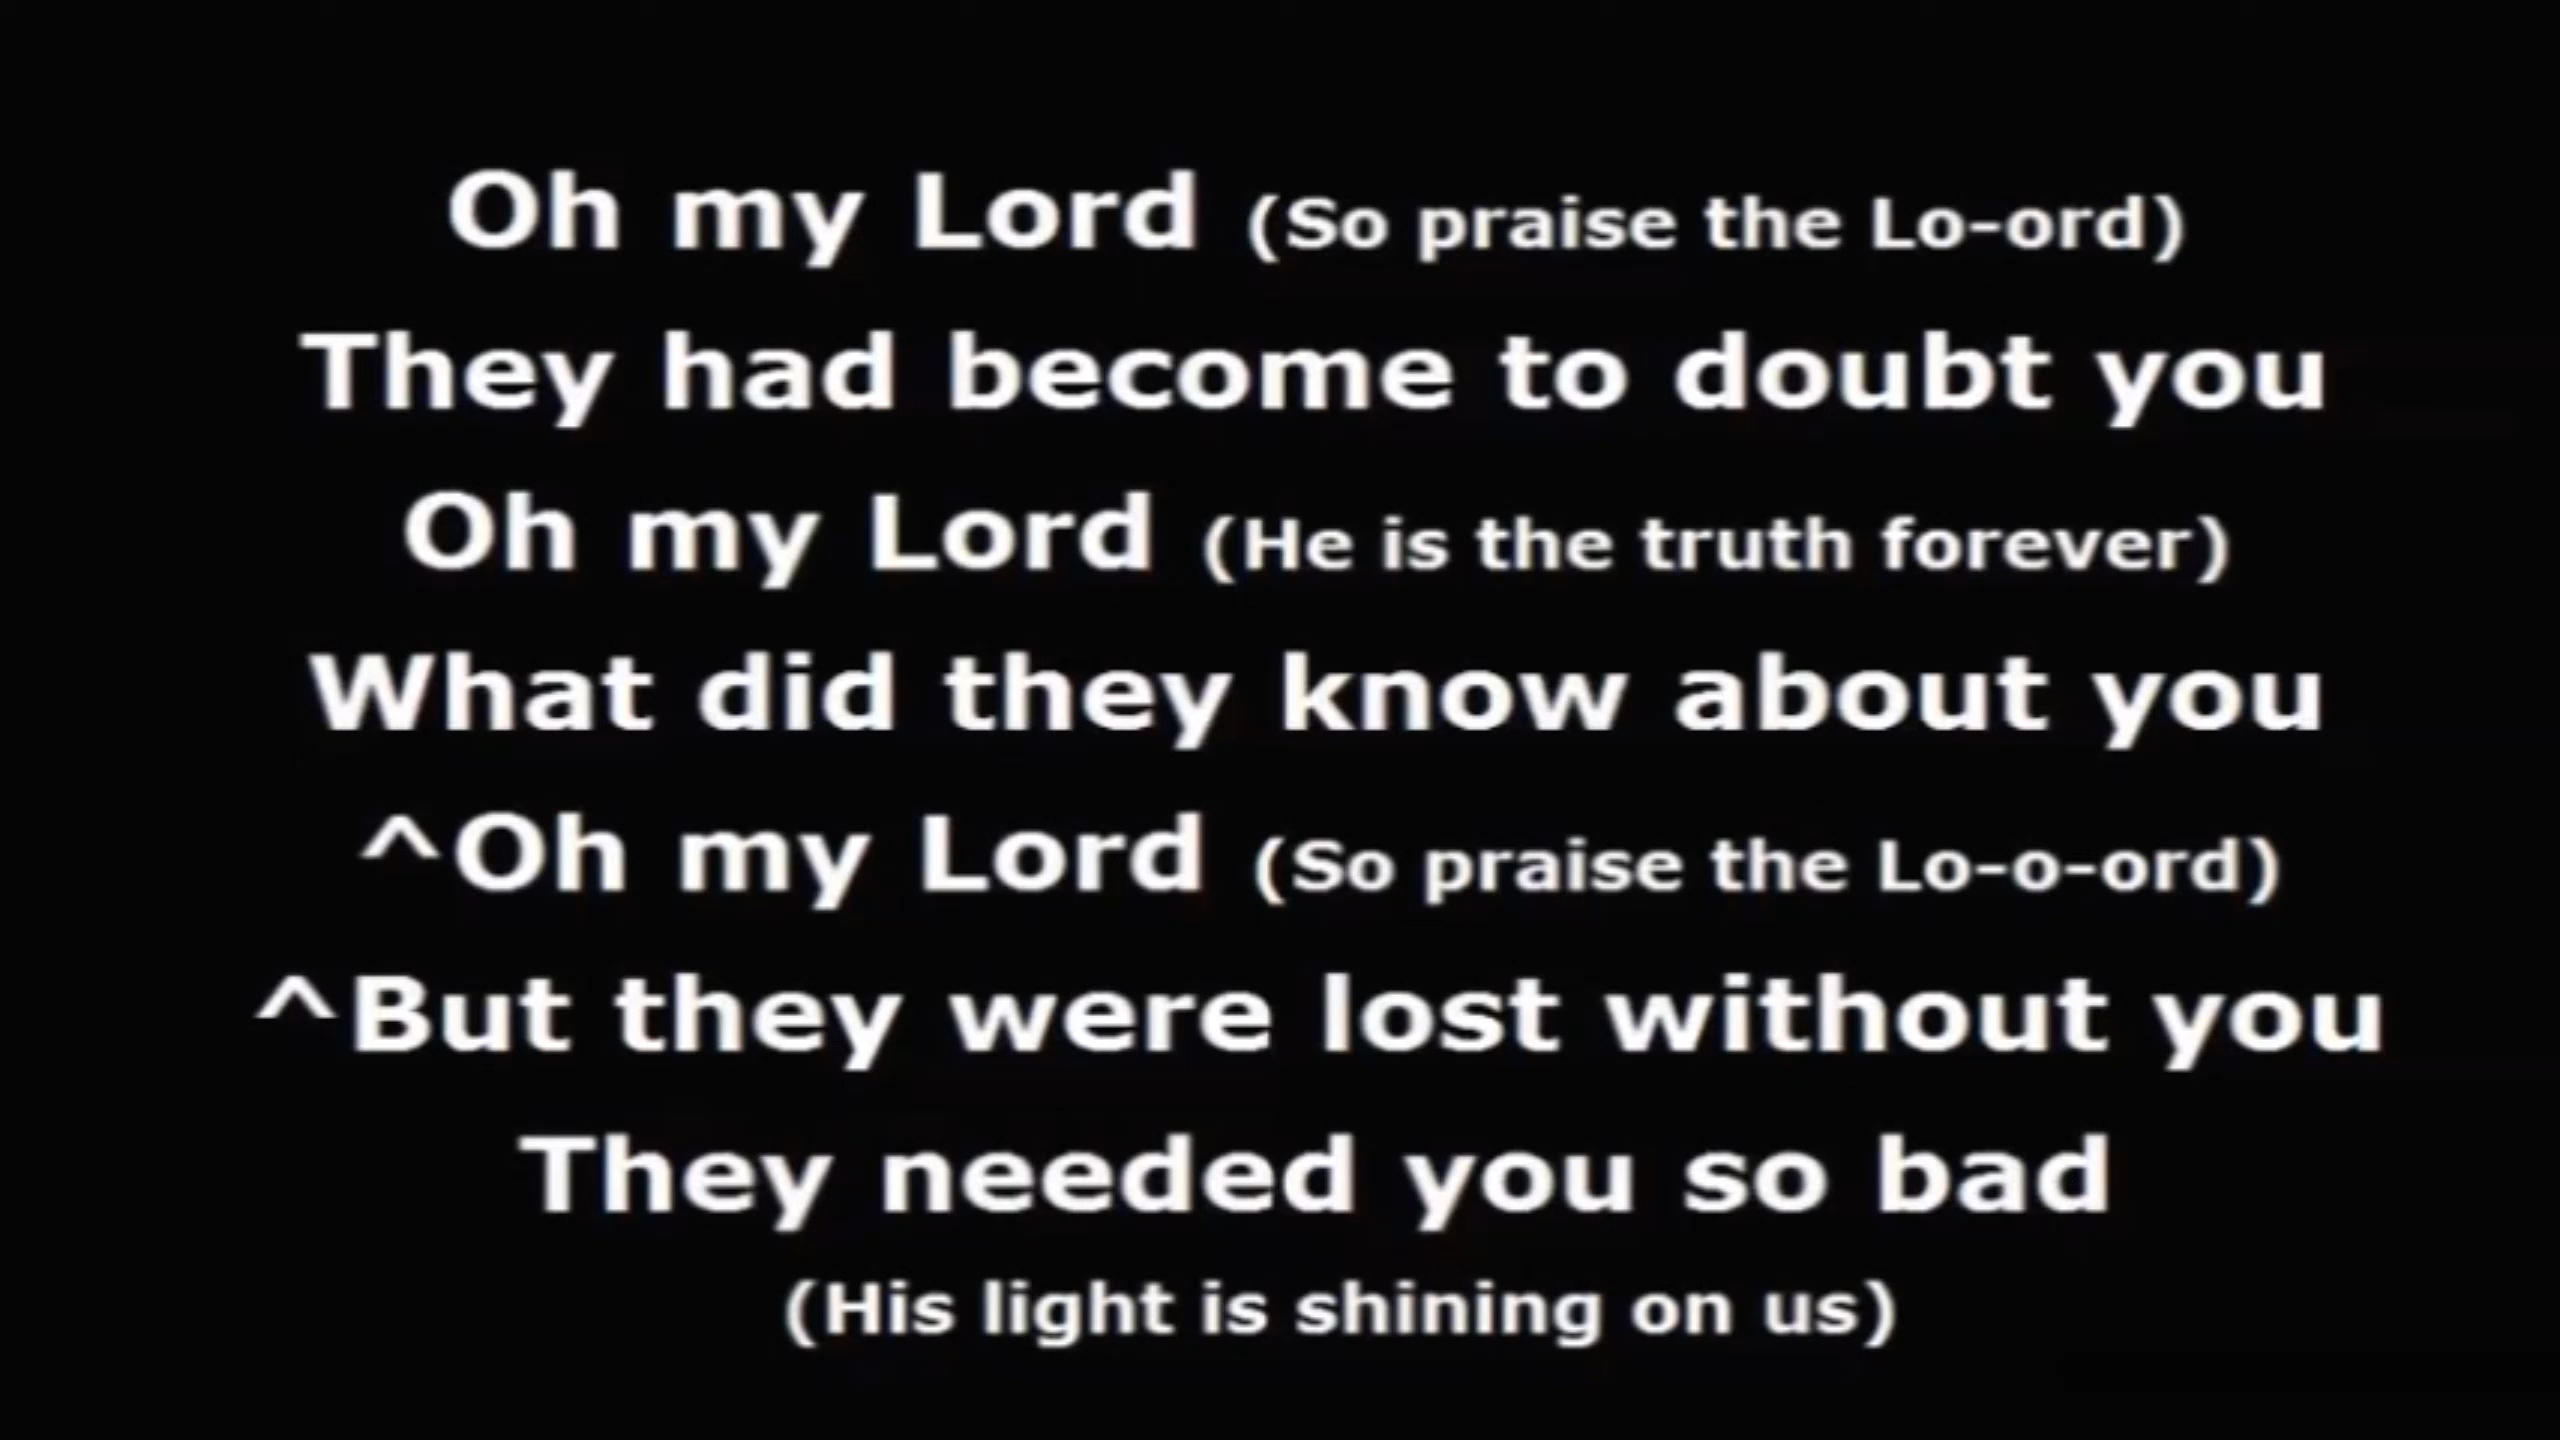 Oh my Lord (So praise the Lo-ord)
They had become to doubt you
Oh my Lord (He is the truth forever)
What did they know about you
^Oh my Lord (So praise the Lo-o-ord)
^But they were lost without you
They needed you so bad
(His light is shining on us)